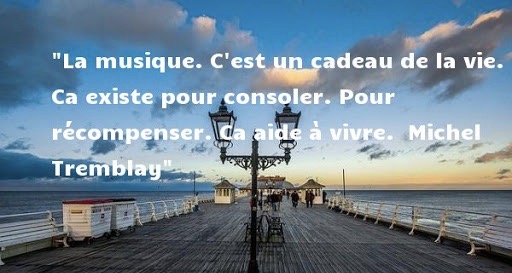 "La musique. C'est un cadeau de la vie.
Ca existe pour consoler. Pour
récompenser. Ca aide à vivre.  Michel
Tremblay"